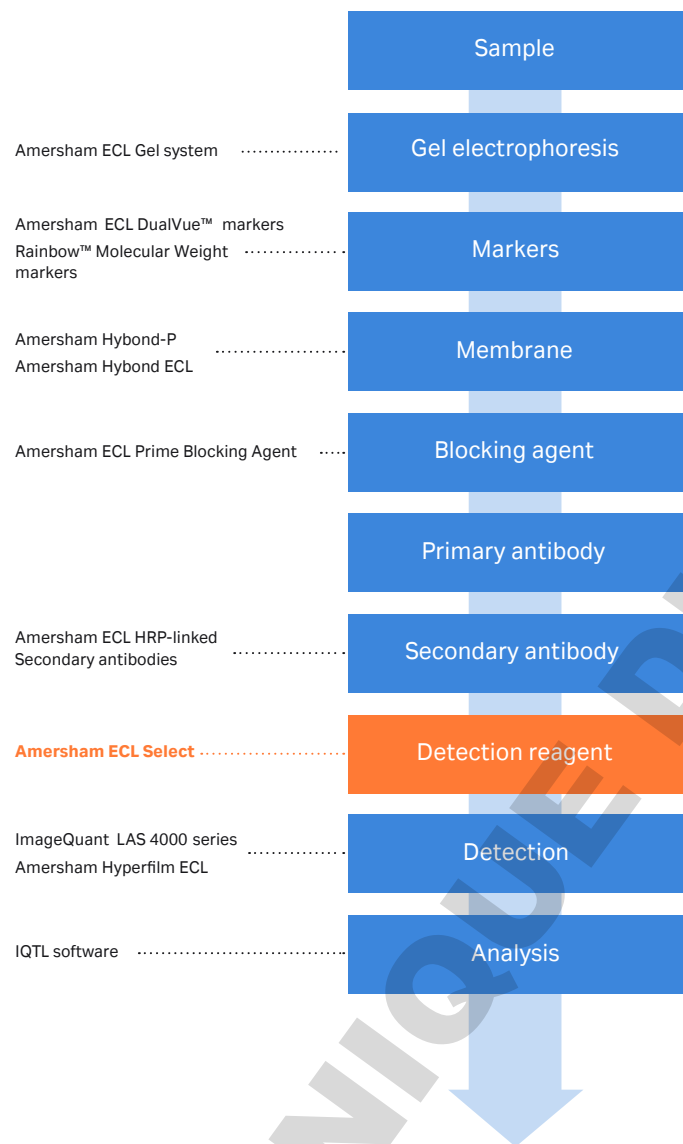 Sample
Amersham ECL Gel system
Gel electrophoresis
Amersham ECL DualVue™ markers
Rainbow™ Molecular Weight
markers
Markers
Amersham Hybond-P
Amersham Hybond ECL
Membrane
Amersham ECL Prime Blocking Agent
Blocking agent
Primary antibody
Amersham ECL HRP-linked
Secondary antibodies
Secondary antibody
Amersham ECL Select
Detection reagent
ImageQuant LAS 4000 series
Amersham Hyperfilm ECL
Detection
IQTL software
Analysis